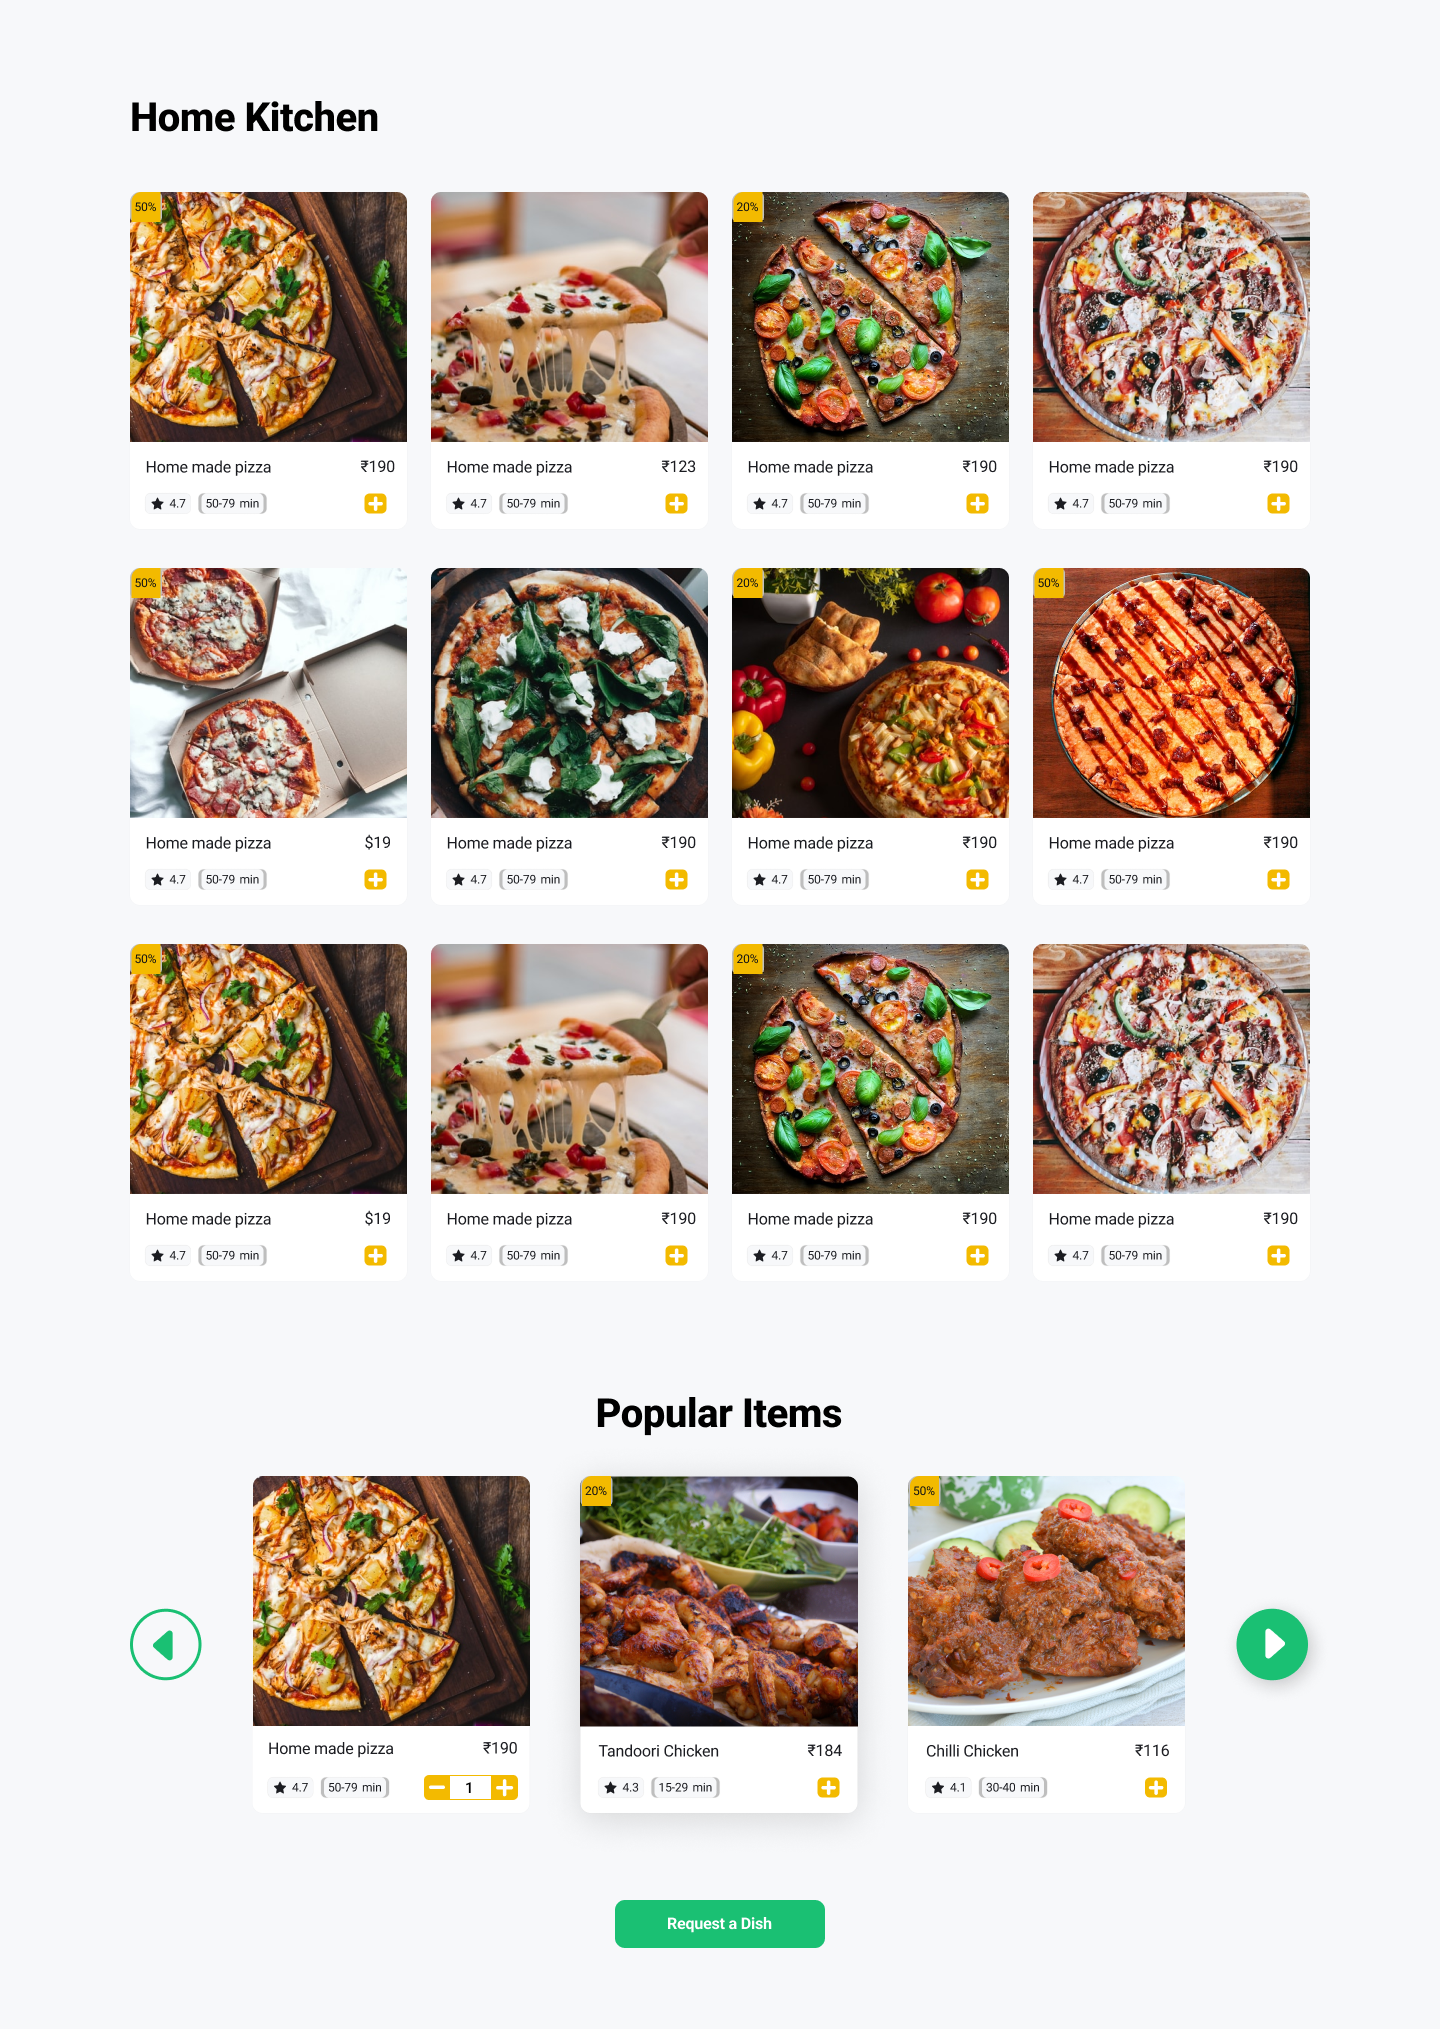 Home Kitchen
50%
20%
Home made pizza ₹190
Home made pizza ₹123
Home made pizza ₹190
Home made pizza ₹190
4.7 50-79 min
4.7 50-79 min
4.7 50-79 min
4.7 50-79 min
50%
20%
50%
Home made pizza $19
Home made pizza ₹190
Home made pizza ₹190
Home made pizza ₹190
4.7 50-79 min
4.7 50-79 min
4.7 50-79 min
4.7 50-79 min
50%
20%
Home made pizza $19
Home made pizza ₹190
Home made pizza ₹190
Home made pizza ₹190
4.7 50-79 min
4.7 50-79 min
4.7 50-79 min
4.7 50-79 min
Popular Items
20%
50%
Home made pizza ₹190
Tandoori Chicken ₹184
Chilli Chicken ₹116
4.7 50-79 min 1
4.3 15-29 min
4.1 30-40 min
Request a Dish